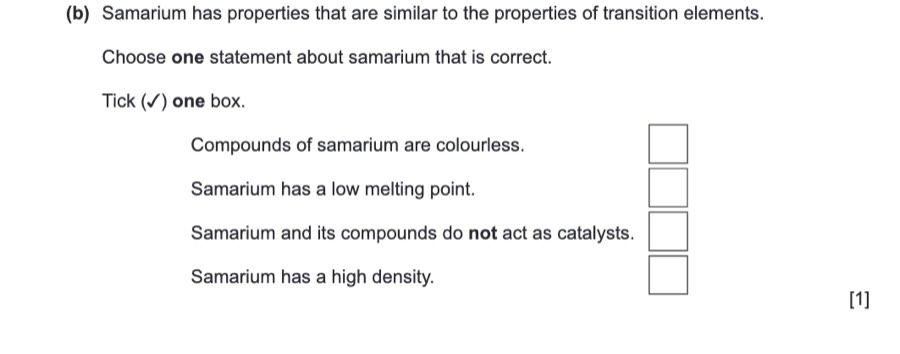 (b) Samarium has properties that are similar to the properties of transition elements.
Choose one statement about samarium that is correct.
Tick (✓) one box.
Compounds of samarium are colourless.
Samarium has a low melting point.
Samarium and its compounds do not act as catalysts.
Samarium has a high density.
[1]